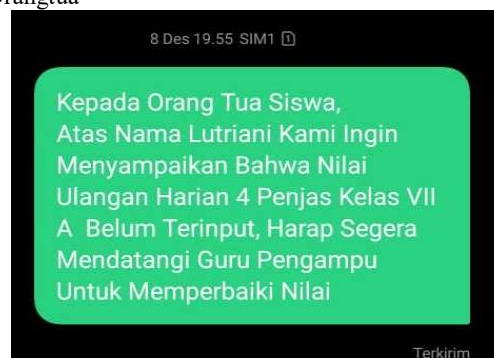 8 Des 19.55 SIM1
Kepada Orang Tua Siswa,
Atas Nama Lutriani Kami Ingin
Menyampaikan Bahwa Nilai
Ulangan Harian 4 Penjas Kelas VII
A Belum Terinput, Harap Segera
Mendatangi Guru Pengampu
Untuk Memperbaiki Nilai
Terkirim